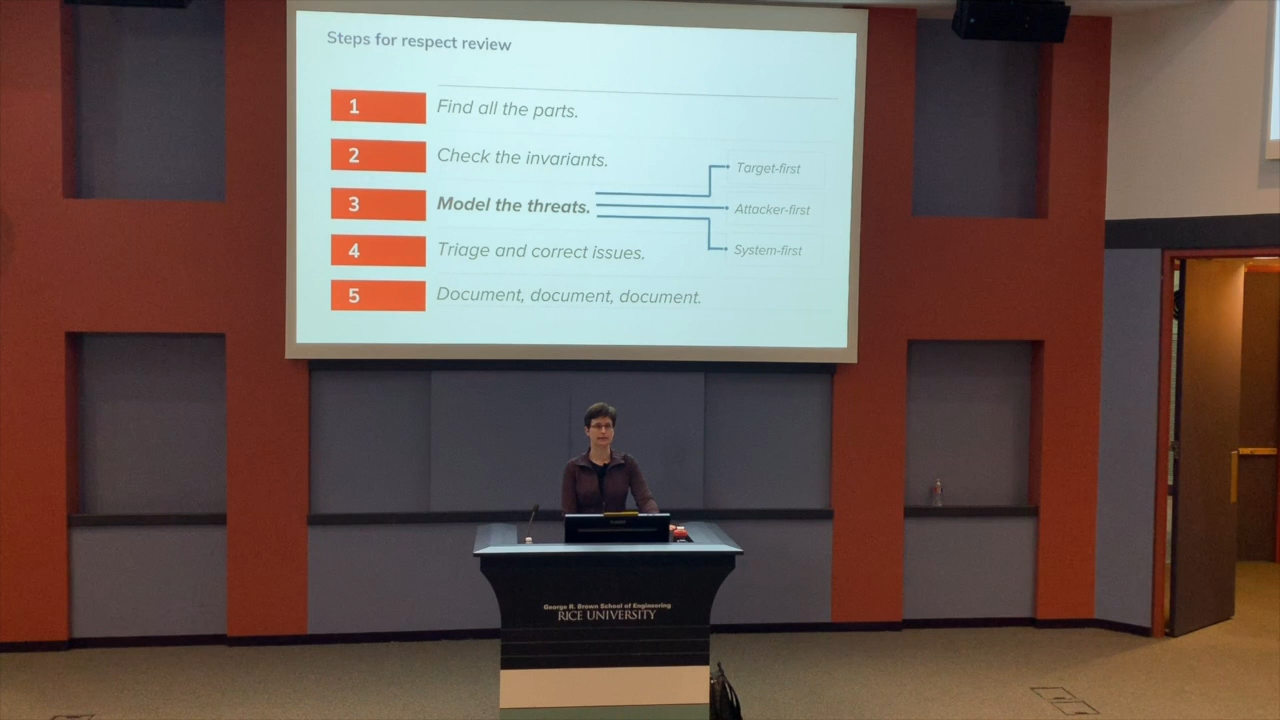 Steps for respect review
1 Find all the parts.
2 Check the invariants.
3 Model the threats.
4 Triage and correct issues.
5 Document, document, document.
Target-first
Attacker-first
System-first
George R. Brown School of Engineering
RICE UNIVERSITY